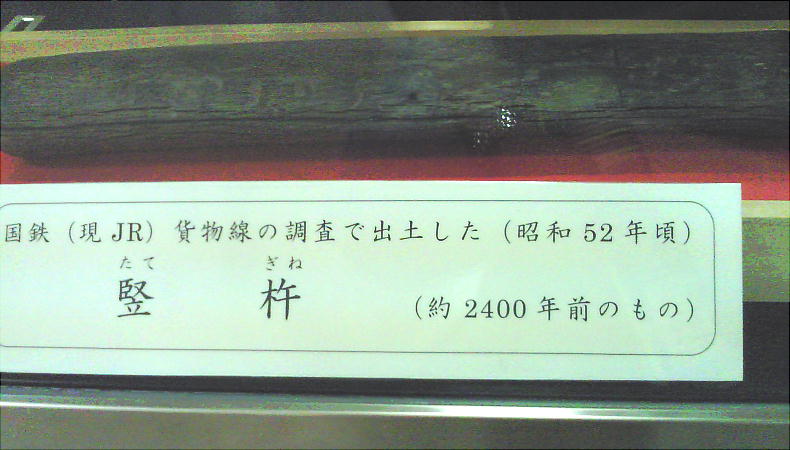 国鉄（現JR）貨物線の調査で出土した（昭和52年頃）
たて ぎね
竪 杵 （約2400年前のもの）